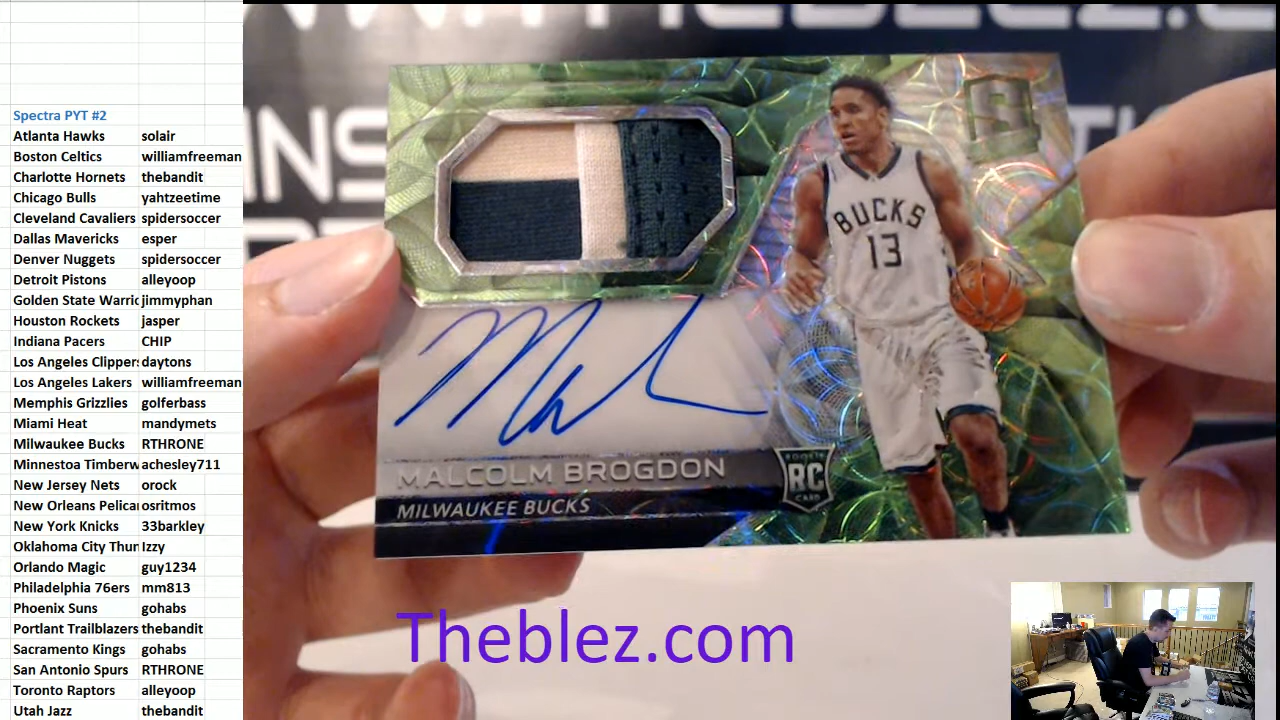 Spectra PYT #2
Atlanta Hawks solair
Boston Celtics williamfreeman
Charlotte Hornets thebandit
Chicago Bulls yahtzeetime
Cleveland Cavaliers spidersoccer
Dallas Mavericks esper
Denver Nuggets spidersoccer
Detroit Pistons alleyoop
Golden State Warric jimmyphan
Houston Rockets jasper
Indiana Pacers CHIP
Los Angeles Clippers daytons
Los Angeles Lakers williamfreeman
Memphis Grizzlies golferbass
Miami Heat mandymets
Milwaukee Bucks RTHRONE
Minnestoa Timberw achesley711
New Jersey Nets orock
New Orleans Pelicar osritmos
New York Knicks 33barkley
Oklahoma City Thun Izzy
Orlando Magic guy1234
Philadelphia 76ers mm813
Phoenix Suns gohabs
Portlant Trailblazers thebandit
Sacramento Kings gohabs
San Antonio Spurs RTHRONE
Toronto Raptors alleyoop
Utah Jazz thebandit
BUCKS
13
MALCOLM BROGDON
MILWAUKEE BUCKS
ROOKIE
RC
CARD
Theblez.com